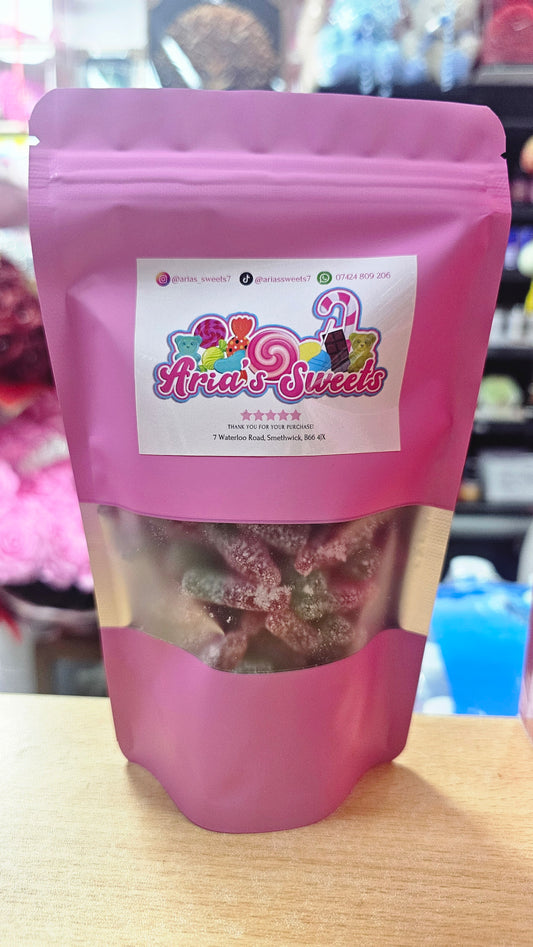 @arias_sweets7 @ariassweets7 07424 809 206
Aria's Sweets
THANK YOU FOR YOUR PURCHASE!
7 Waterloo Road, Smethwick, B66 4JX